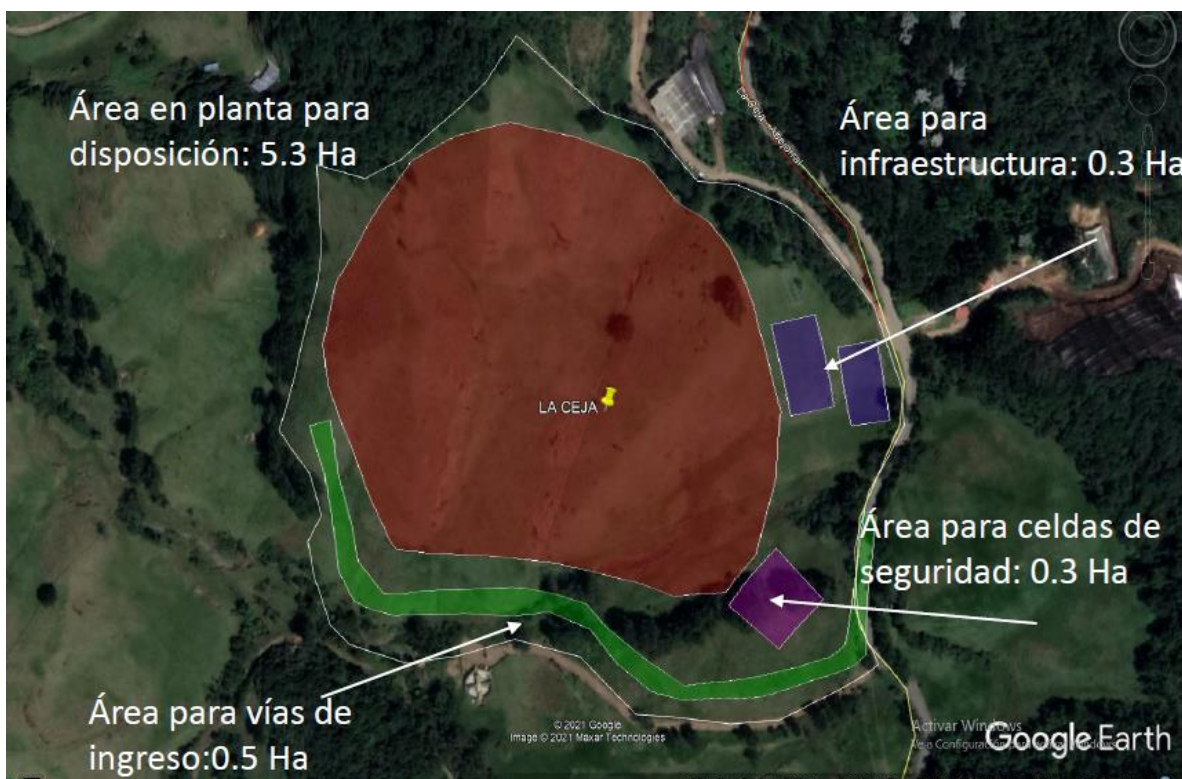 Área en planta para
disposición: 5.3 Ha
Área para
infraestructura: 0.3 Ha
LA CEJA
Área para celdas de
seguridad: 0.3 Ha
Área para vías de
ingreso:0.5 Ha
© 2021 Google
Image © 2021 Maxar Technologies
Activar Windows
Google Earth